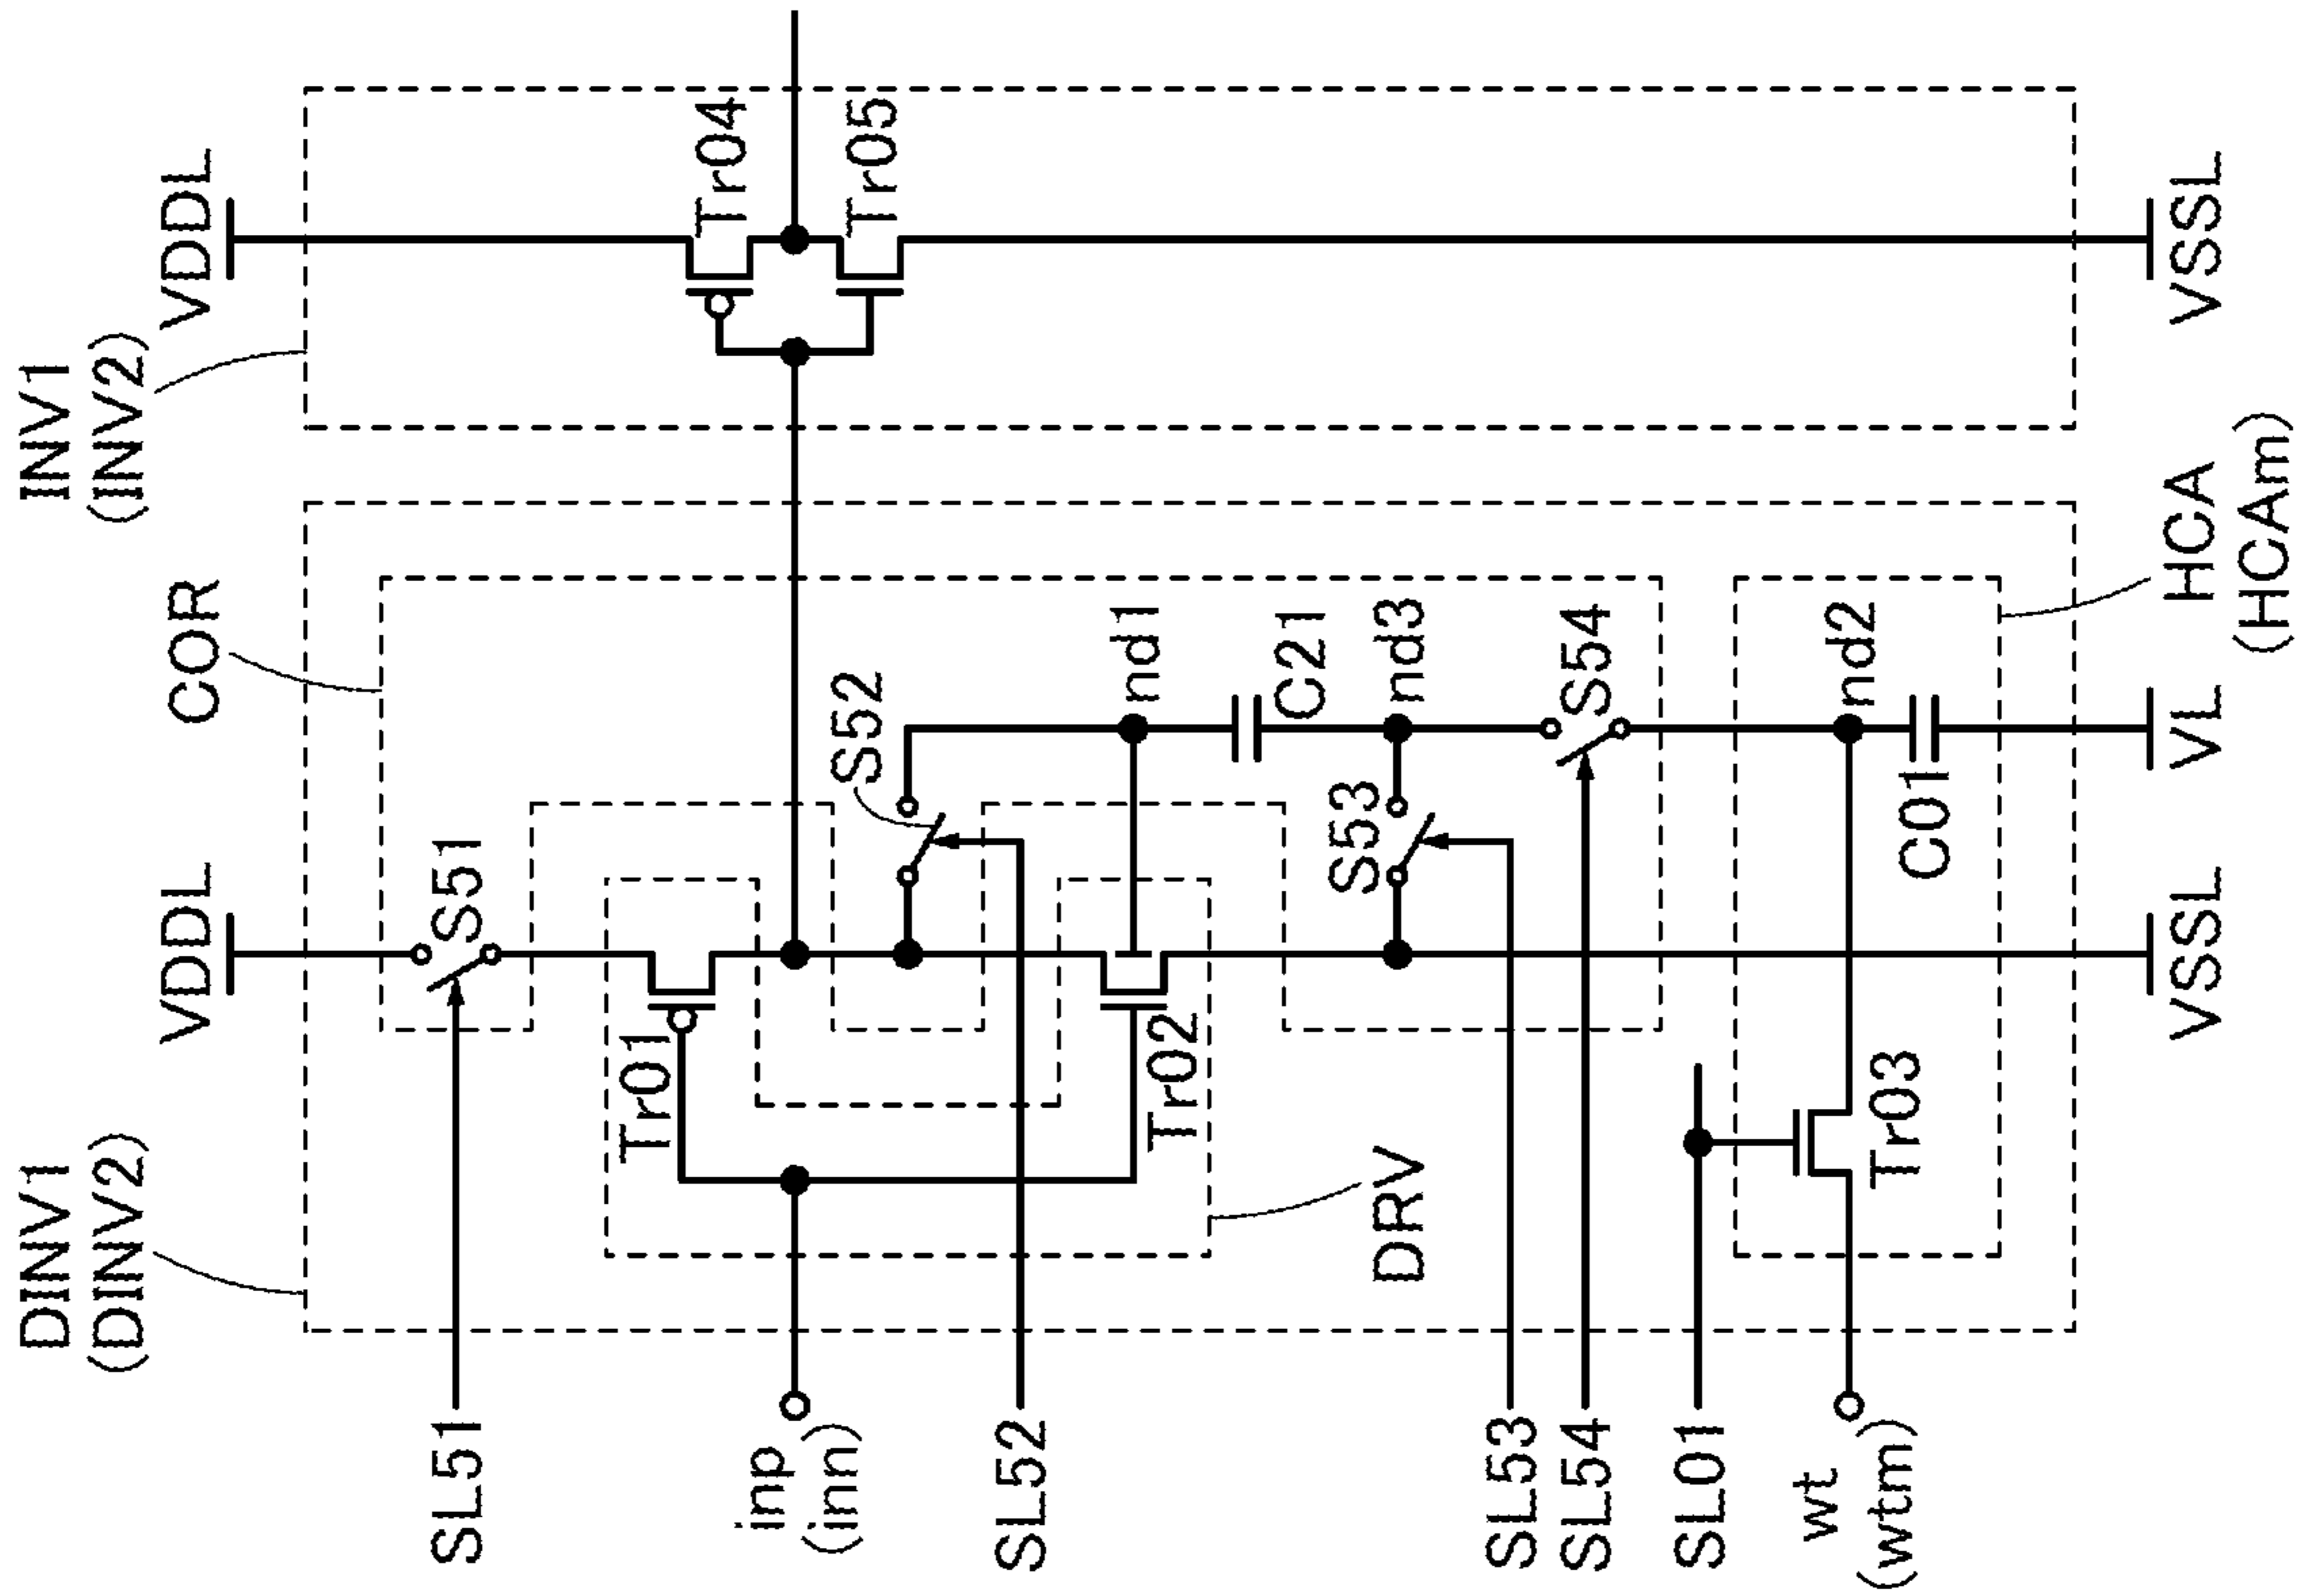 DINV1
(DINV2)
INV1
(INV2)
VDDL
COR
VDDL
SL51
S51
Tr01
Tr04
inp
(inn)
Tr05
S52
SL52
nd1
Tr02
C21
DRV
S53
nd3
SL53
S54
SL54
SL01
nd2
wt
(wtm)
Tr03
C01
VSSL
VL
HCA
(HCAm)
VSSL